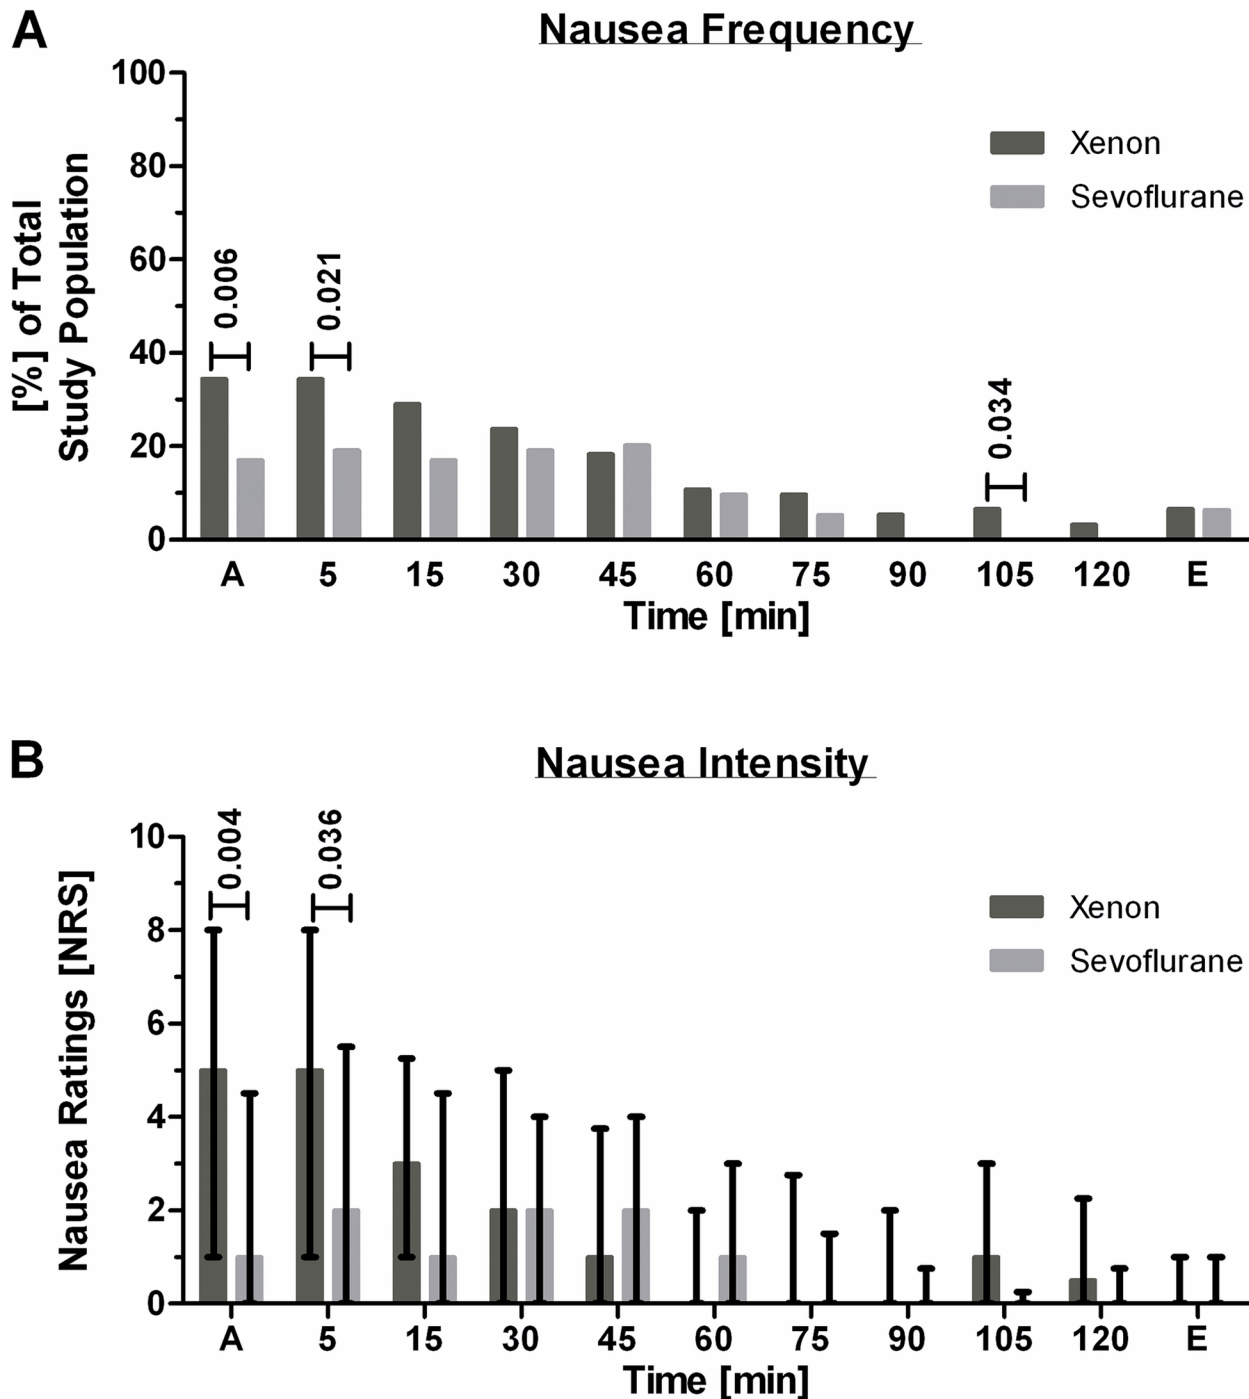 A
Nausea Frequency
[%] of Total
Study Population
100
80
60
40
20
0
0.006
0.021
0.034
Xenon
Sevoflurane
A 5 15 30 45 60 75 90 105 120 E
Time [min]
B
Nausea Intensity
Nausea Ratings [NRS]
10
8
6
4
2
0
0.004
0.036
Xenon
Sevoflurane
A 5 15 30 45 60 75 90 105 120 E
Time [min]